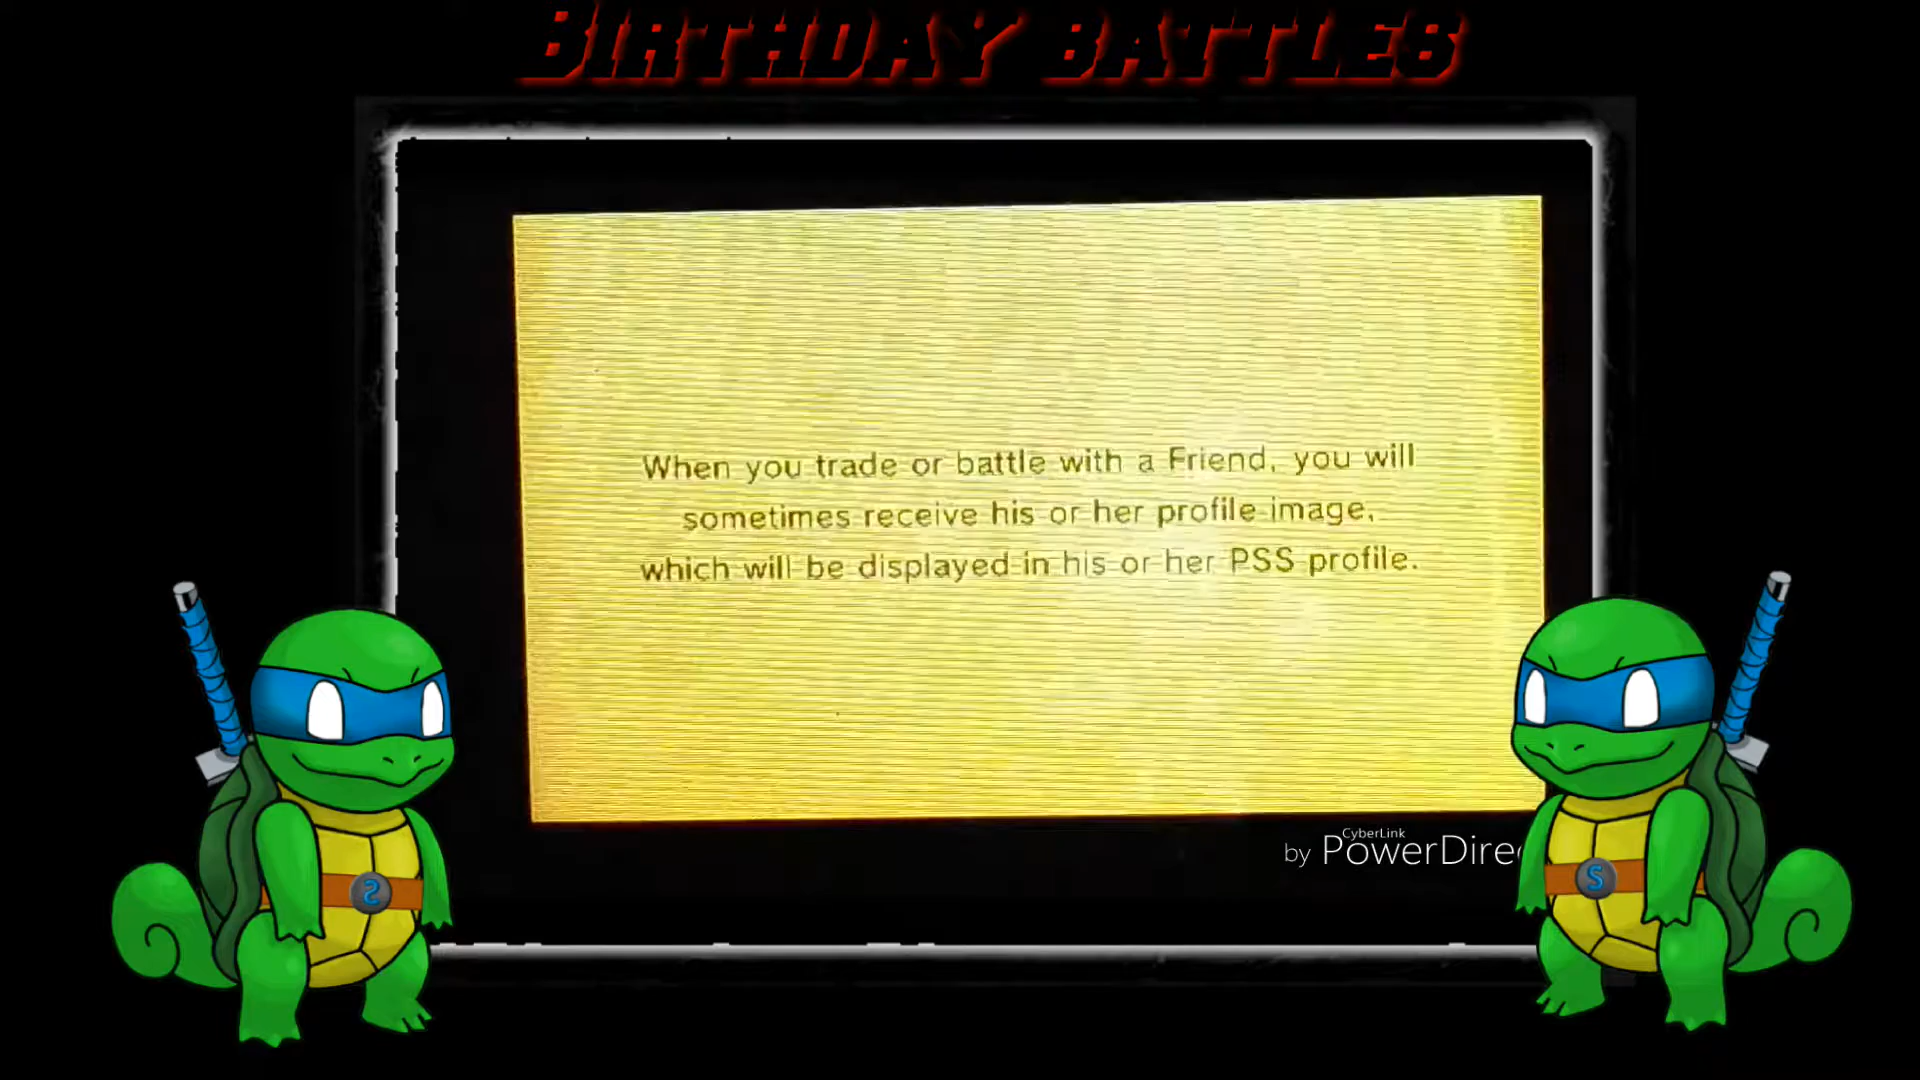 BIRTHDAY BATTLES
When you trade or battle with a Friend, you will
sometimes receive his or her profile image,
which will be displayed in his or her PSS profile.
CyberLink
by PowerDire
S
S